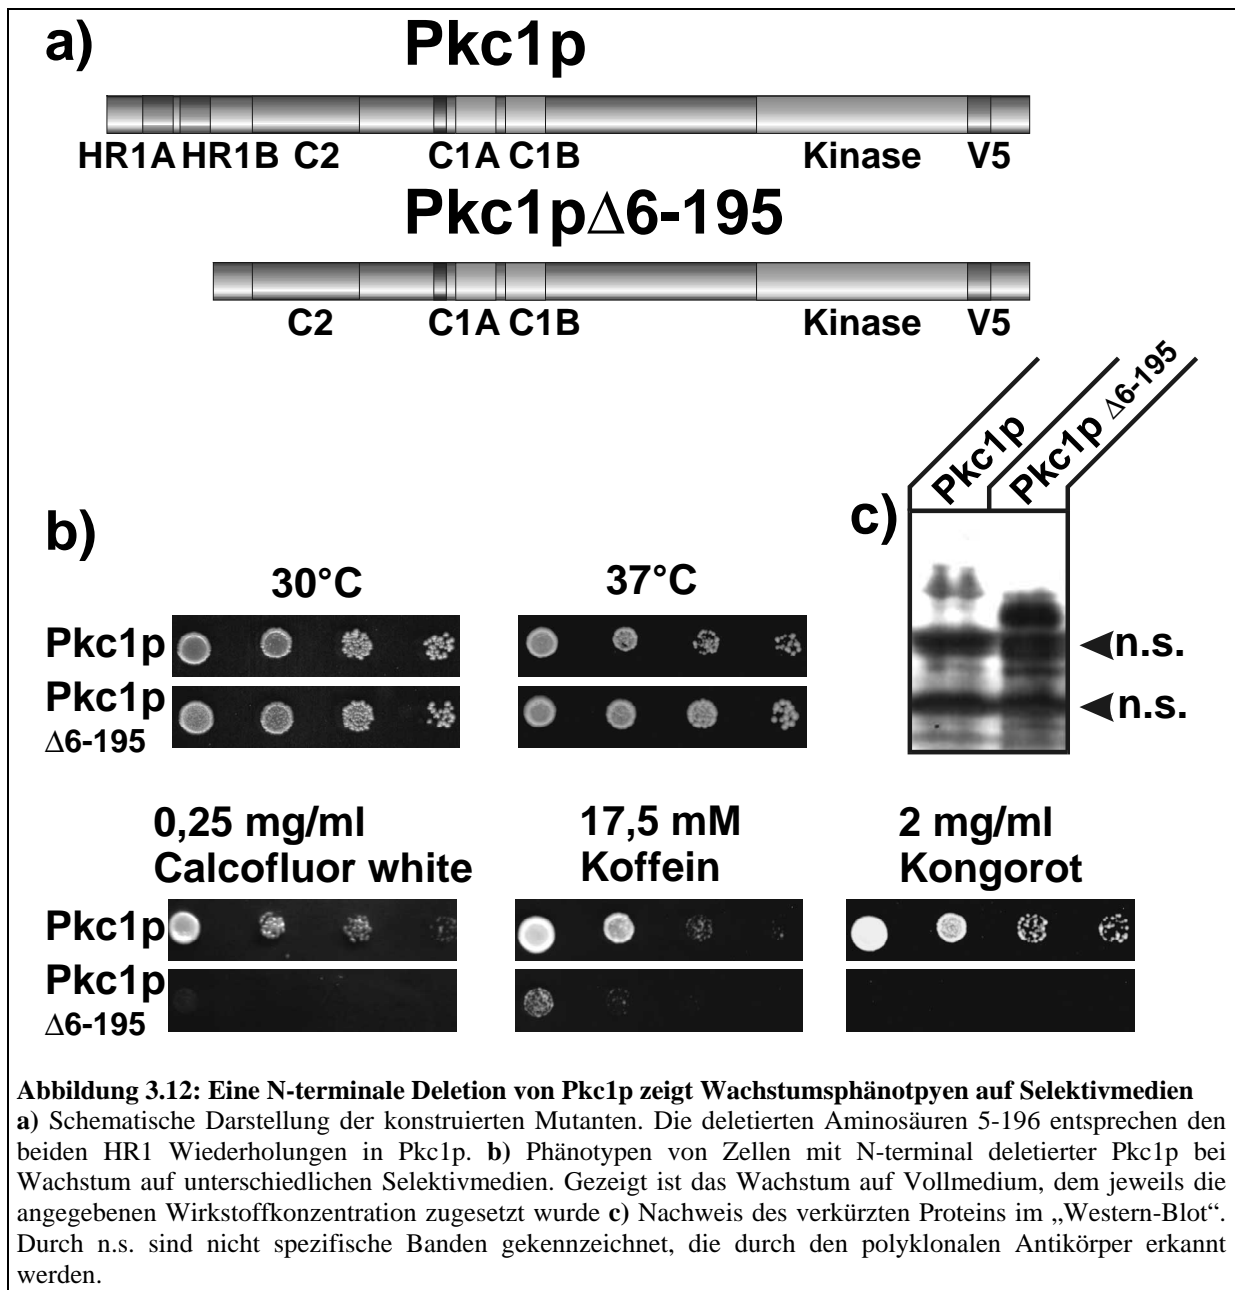 a)
Pkc1p
HR1A HR1B C2 C1A C1B Kinase V5
Pkc1pΔ6-195
C2 C1A C1B Kinase V5
b)
30°C 37°C
Pkc1p
Pkc1p
Δ6-195
c)
Pkc1p
Pkc1p Δ6-195
n.s.
n.s.
0,25 mg/ml
Calcofluor white
17,5 mM
Koffein
2 mg/ml
Kongorot
Pkc1p
Pkc1p
Δ6-195
Abbildung 3.12: Eine N-terminale Deletion von Pkc1p zeigt Wachstumsphänotpyen auf Selektivmedien
a) Schematische Darstellung der konstruierten Mutanten. Die deletierten Aminosäuren 5-196 entsprechen den
beiden HR1 Wiederholungen in Pkc1p. b) Phänotypen von Zellen mit N-terminal deletierter Pkc1p bei
Wachstum auf unterschiedlichen Selektivmedien. Gezeigt ist das Wachstum auf Vollmedium, dem jeweils die
angegebenen Wirkstoffkonzentration zugesetzt wurde c) Nachweis des verkürzten Proteins im „Western-Blot“.
Durch n.s. sind nicht spezifische Banden gekennzeichnet, die durch den polyklonalen Antikörper erkannt
werden.